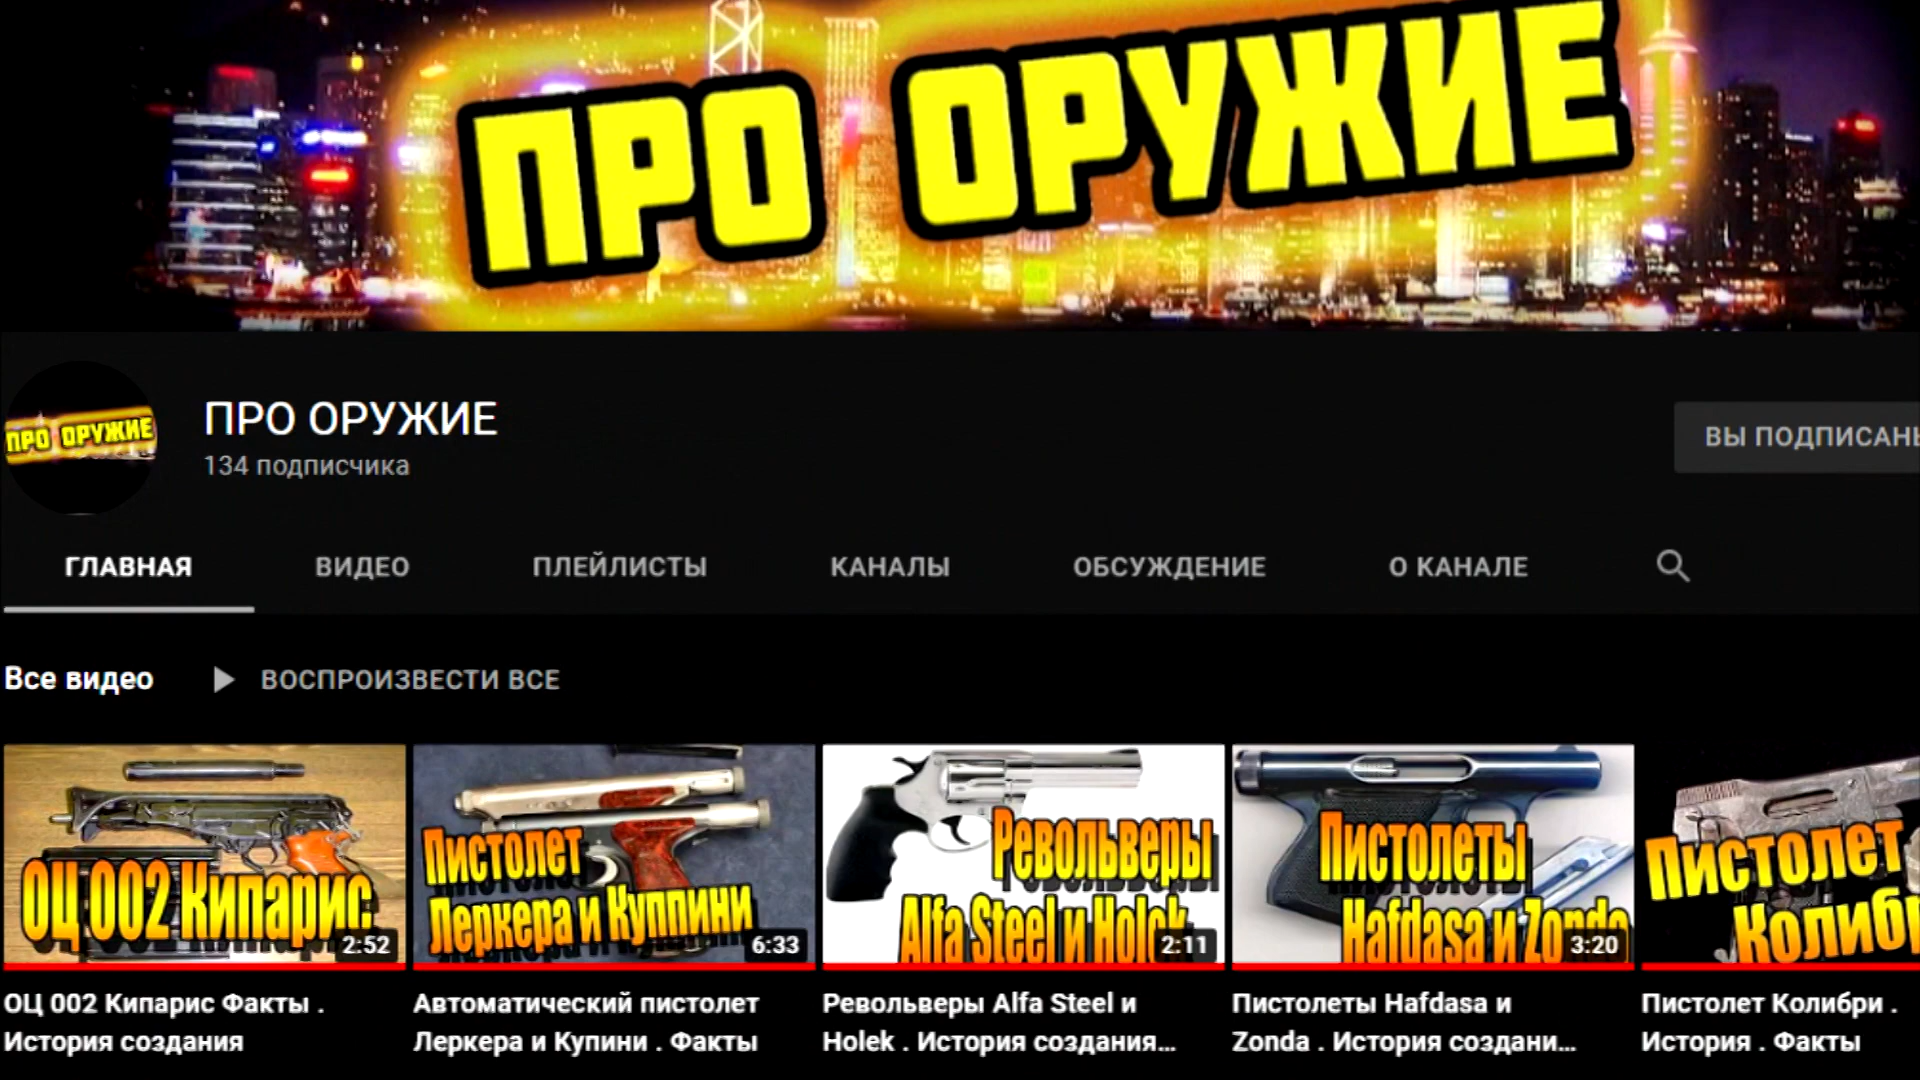 ПРО ОРУЖИЕ
ПРО ОРУЖИЕ
ПРО ОРУЖИЕ
134 подписчика
ВЫ ПОДПИСАНЫ
ГЛАВНАЯ ВИДЕО ПЛЕЙЛИСТЫ КАНАЛЫ ОБСУЖДЕНИЕ О КАНАЛЕ
Все видео ВОСПРОИЗВЕСТИ ВСЕ
ОЦ 002 Кипарис
2:52
Пистолет
Леркера и Куппини
6:33
Револьверы
Alfa Steel и Holek
2:11
Пистолеты
Hafdasa и Zonda
3:20
Пистолет
Колибр
ОЦ 002 Кипарис Факты .
История создания
Автоматический пистолет
Леркера и Купини . Факты
Револьверы Alfa Steel и
Holek . История создания...
Пистолеты Hafdasa и
Zonda . История создани...
Пистолет Колибри .
История . Факты